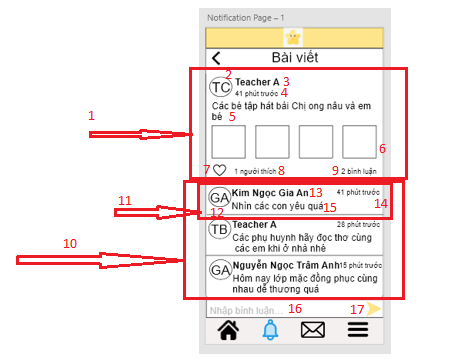 Notification Page – 1
Bài viết
2
TC Teacher A 3
41 phút trước 4
Các bé tập hát bài Chị ong nâu và em
bé 5
1
6
7 1 người thích 8 9 2 bình luận
11
GA Kim Ngọc Gia An 13 41 phút trước
12 Nhìn các con yêu quá 15 14
10
TB Teacher A 28 phút trước
Các phụ huynh hãy đọc thơ cùng
các em khi ở nhà nhé
GA Nguyễn Ngọc Trâm Anh 15 phút trước
Hôm nay lớp mặc đồng phục cùng
nhau dễ thương quá
Nhập bình luận... 16 17